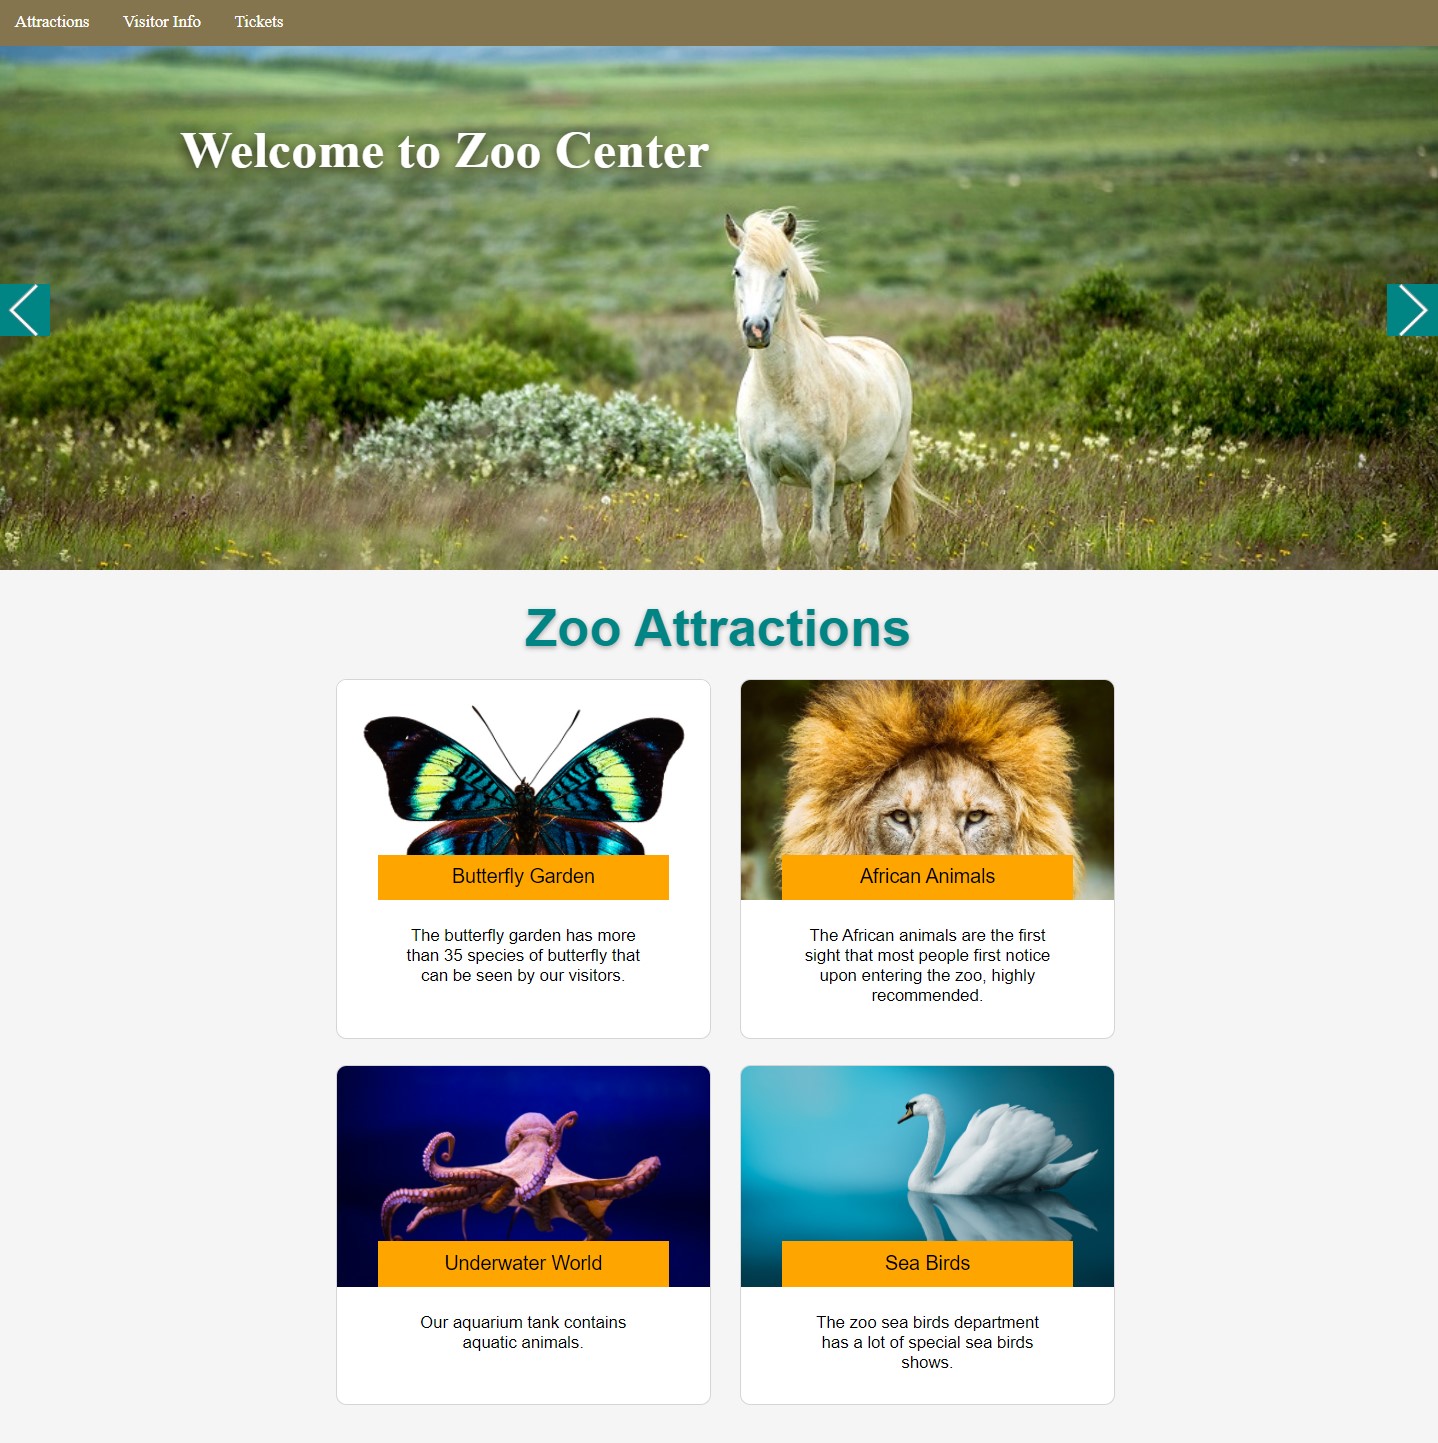 Attractions Visitor Info Tickets
Welcome to Zoo Center
Zoo Attractions
Butterfly Garden
The butterfly garden has more
than 35 species of butterfly that
can be seen by our visitors.
African Animals
The African animals are the first
sight that most people first notice
upon entering the zoo, highly
recommended.
Underwater World
Our aquarium tank contains
aquatic animals.
Sea Birds
The zoo sea birds department
has a lot of special sea birds
shows.